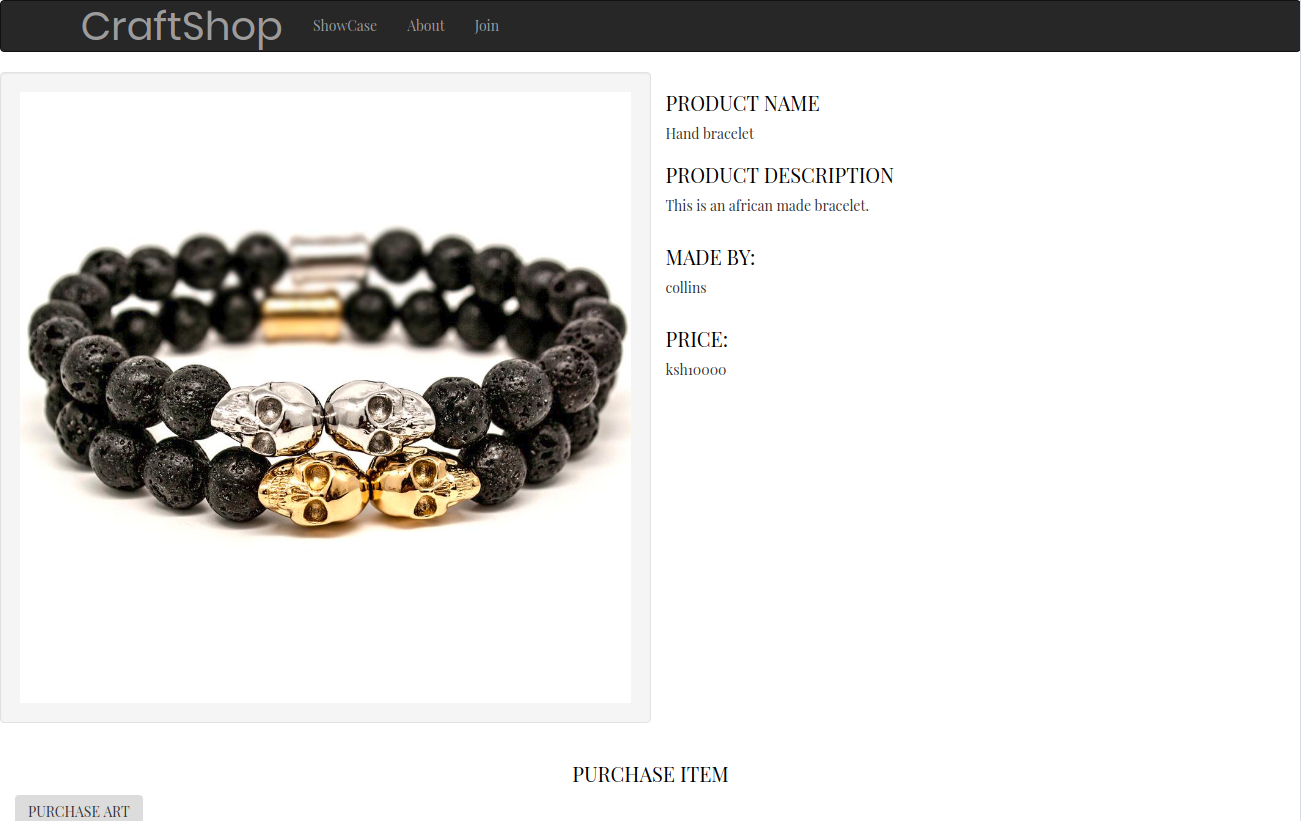 CraftShop ShowCase About Join
PRODUCT NAME
Hand bracelet
PRODUCT DESCRIPTION
This is an african made bracelet.
MADE BY:
collins
PRICE:
ksh10000
PURCHASE ITEM
PURCHASE ART